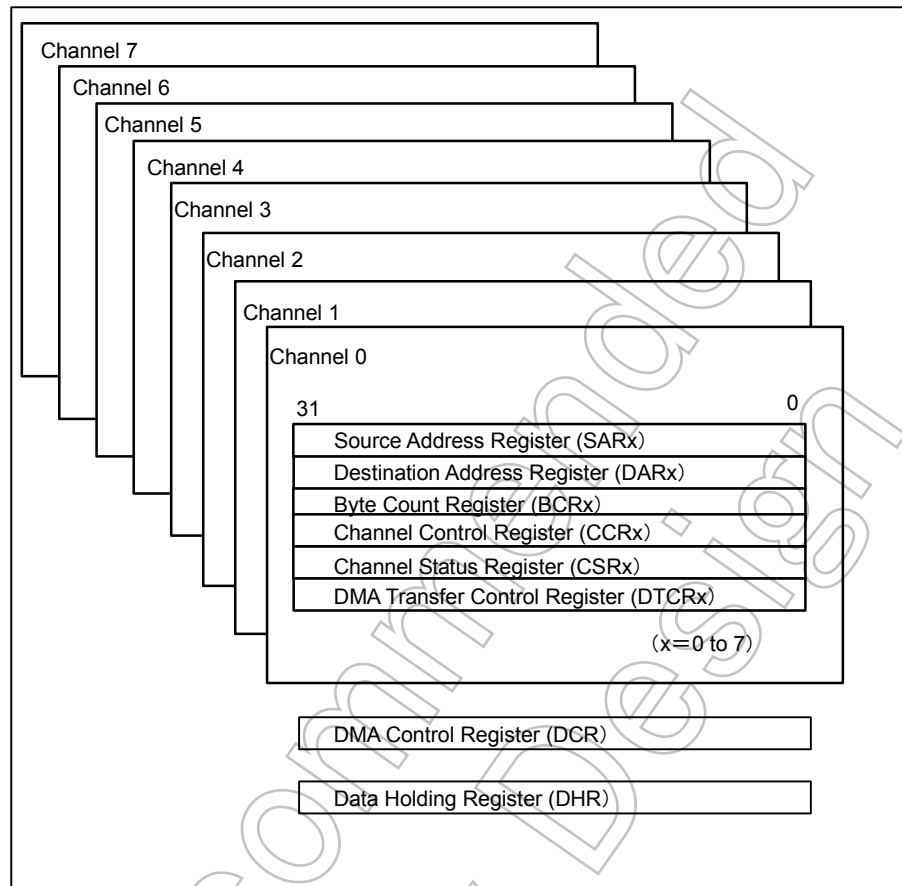 Channel 7
Channel 6
Channel 5
Channel 4
Channel 3
Channel 2
Channel 1
Channel 0
31 0
Source Address Register (SARx)
Destination Address Register (DARx)
Byte Count Register (BCRx)
Channel Control Register (CCRx)
Channel Status Register (CSRx)
DMA Transfer Control Register (DTCRx)
(x=0 to 7)
DMA Control Register (DCR)
Data Holding Register (DHR)
ommended
Design